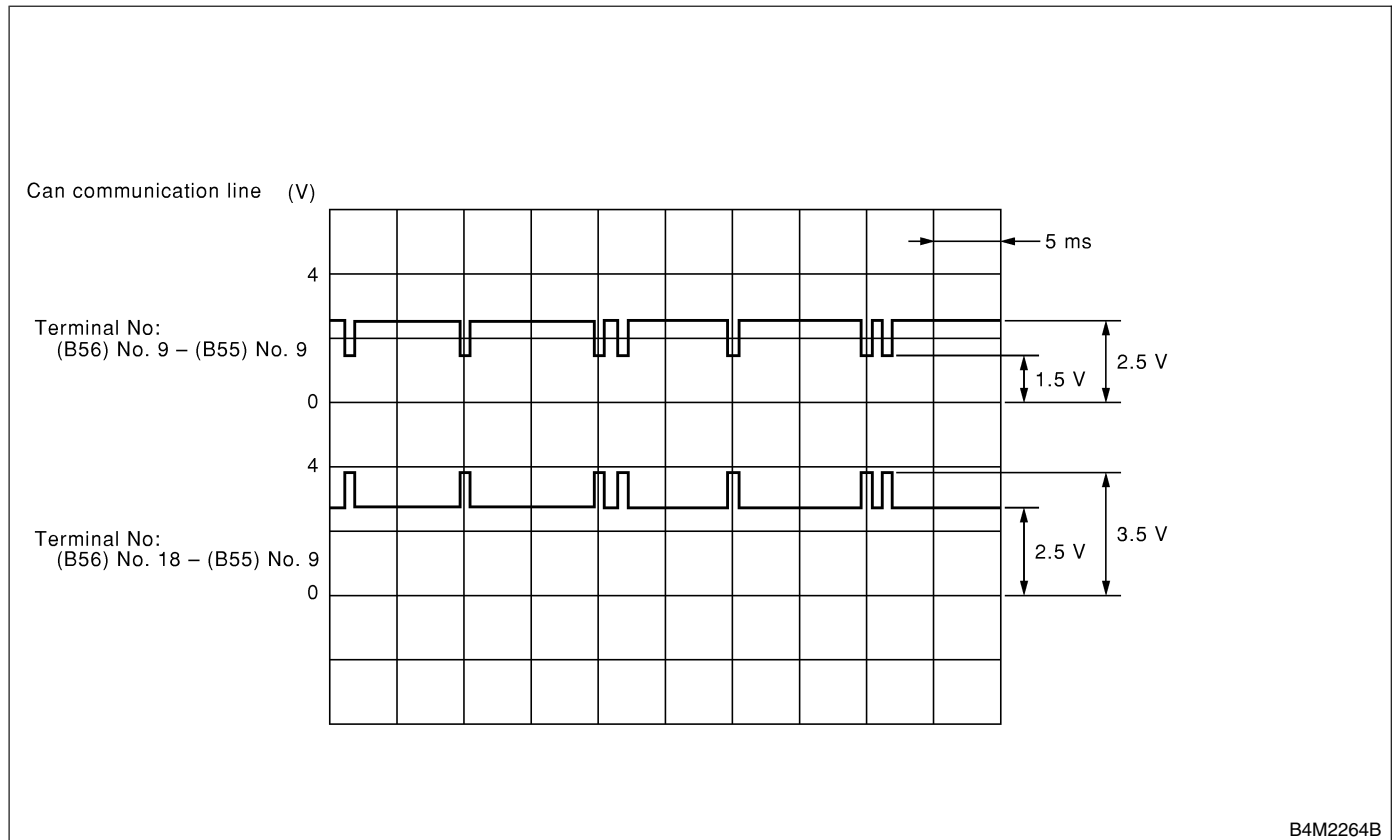 Can communication line (V)
5 ms
4
Terminal No:
(B56) No. 9 – (B55) No. 9
2.5 V
1.5 V
0
4
Terminal No:
(B56) No. 18 – (B55) No. 9
3.5 V
2.5 V
0
B4M2264B